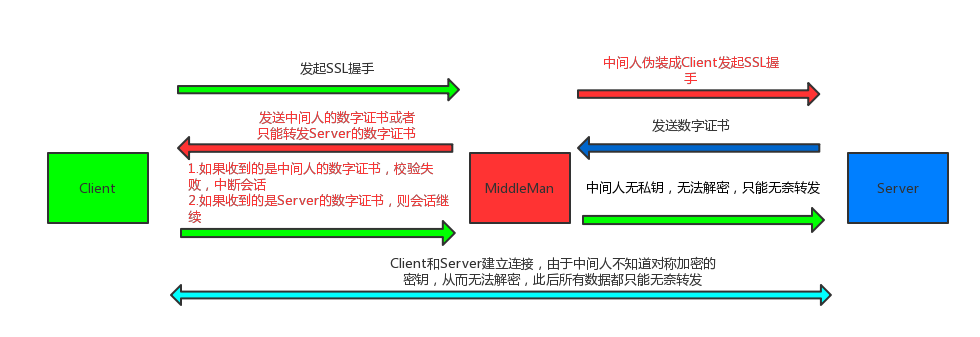 发起SSL握手
中间人伪装成Client发起SSL握
手
发送中间人的数字证书或者
只能转发Server的数字证书
发送数字证书
1.如果收到的是中间人的数字证书，校验失
败，中断会话
2.如果收到的是Server的数字证书，则会话继
续
Client
MiddleMan
中间人无私钥，无法解密，只能无奈转发
Server
Client和Server建立连接，由于中间人不知道对称加密的
密钥，从而无法解密，此后所有数据都只能无奈转发